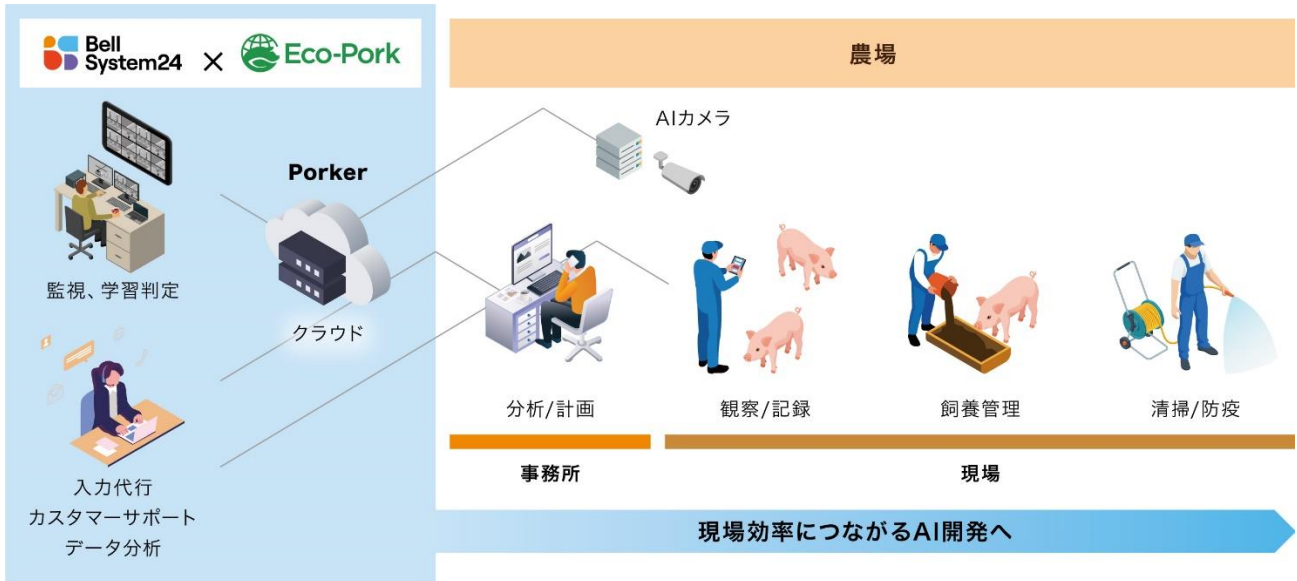 Bell
System24
×
Eco-Pork
農場
AIカメラ
Porker
クラウド
監視、学習判定
入力代行
カスタマーサポート
データ分析
分析/計画
観察/記録
飼養管理
清掃/防疫
事務所
現場
現場効率につながるAI開発へ